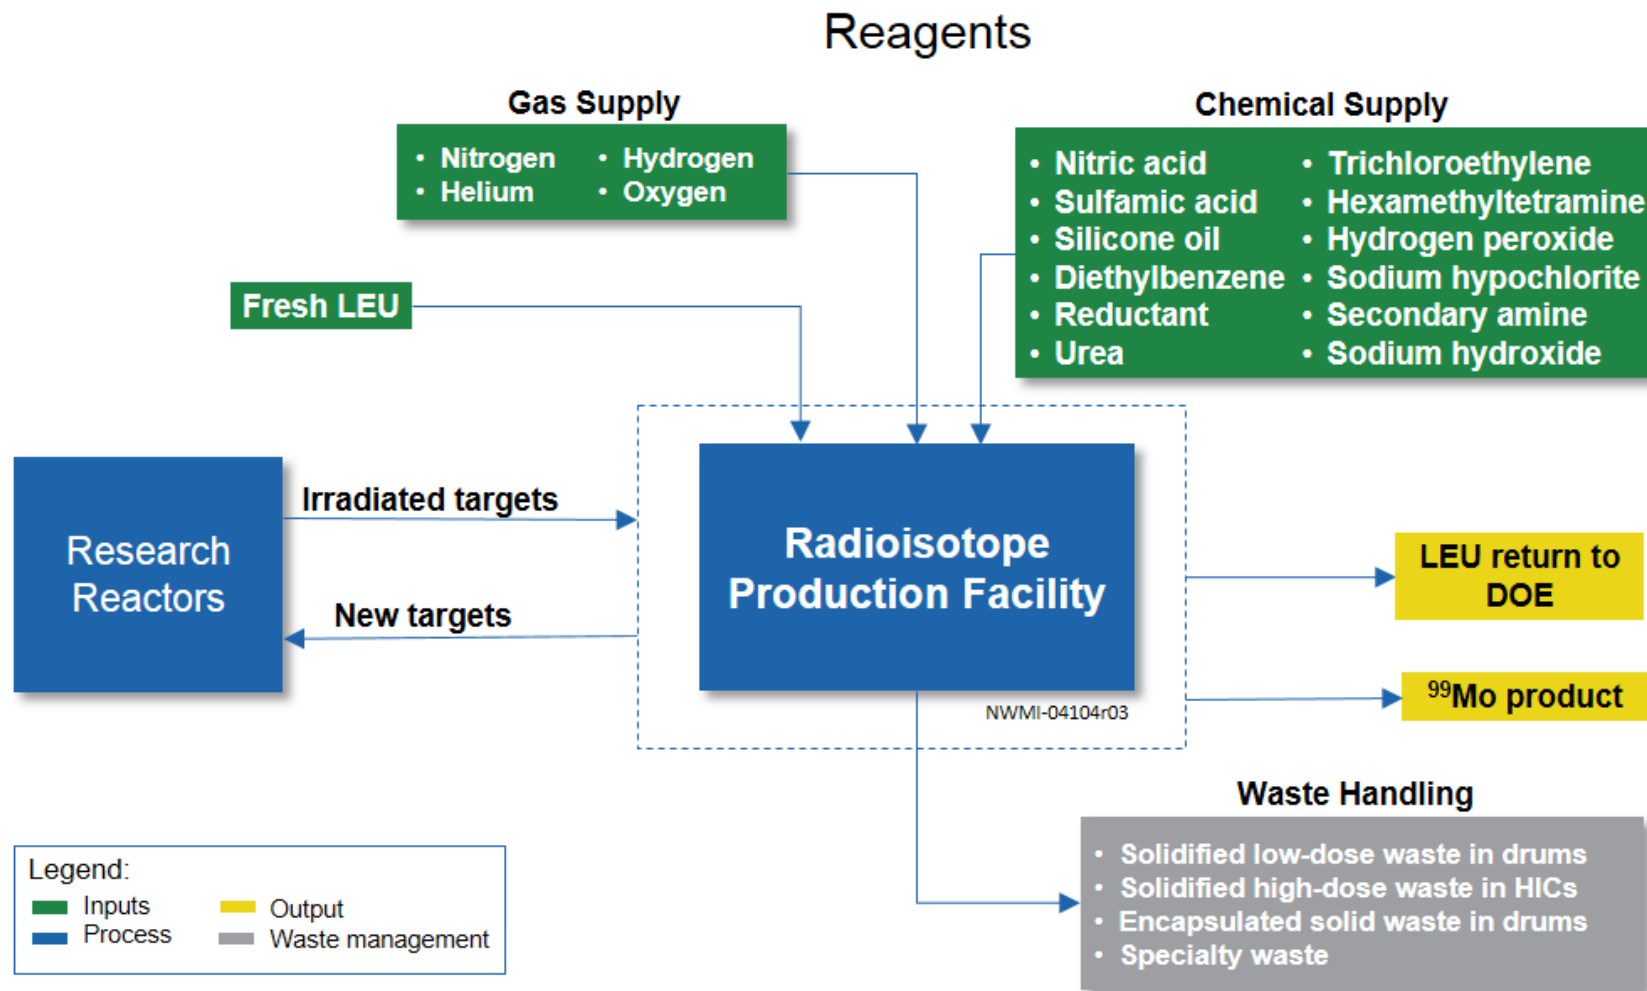 Reagents
Gas Supply
• Nitrogen • Hydrogen
• Helium • Oxygen
Chemical Supply
• Nitric acid • Trichloroethylene
• Sulfamic acid • Hexamethyltetramine
• Silicone oil • Hydrogen peroxide
• Diethylbenzene • Sodium hypochlorite
• Reductant • Secondary amine
• Urea • Sodium hydroxide
Fresh LEU
Research
Reactors
Irradiated targets
New targets
Radioisotope
Production Facility
NWMI-04104r03
LEU return to
DOE
⁹⁹Mo product
Waste Handling
• Solidified low-dose waste in drums
• Solidified high-dose waste in HICs
• Encapsulated solid waste in drums
• Specialty waste
Legend:
Inputs
Process
Output
Waste management